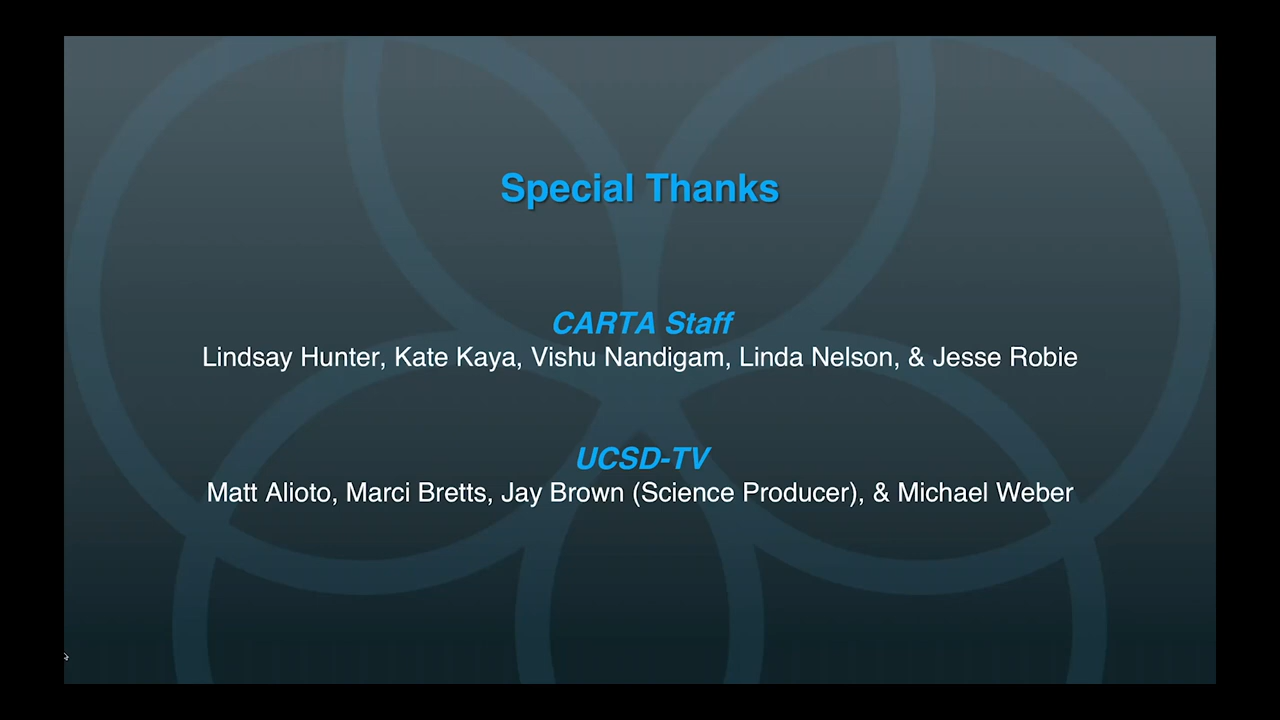 Special Thanks
CARTA Staff
Lindsay Hunter, Kate Kaya, Vishu Nandigam, Linda Nelson, & Jesse Robie
UCSD-TV
Matt Alioto, Marci Bretts, Jay Brown (Science Producer), & Michael Weber